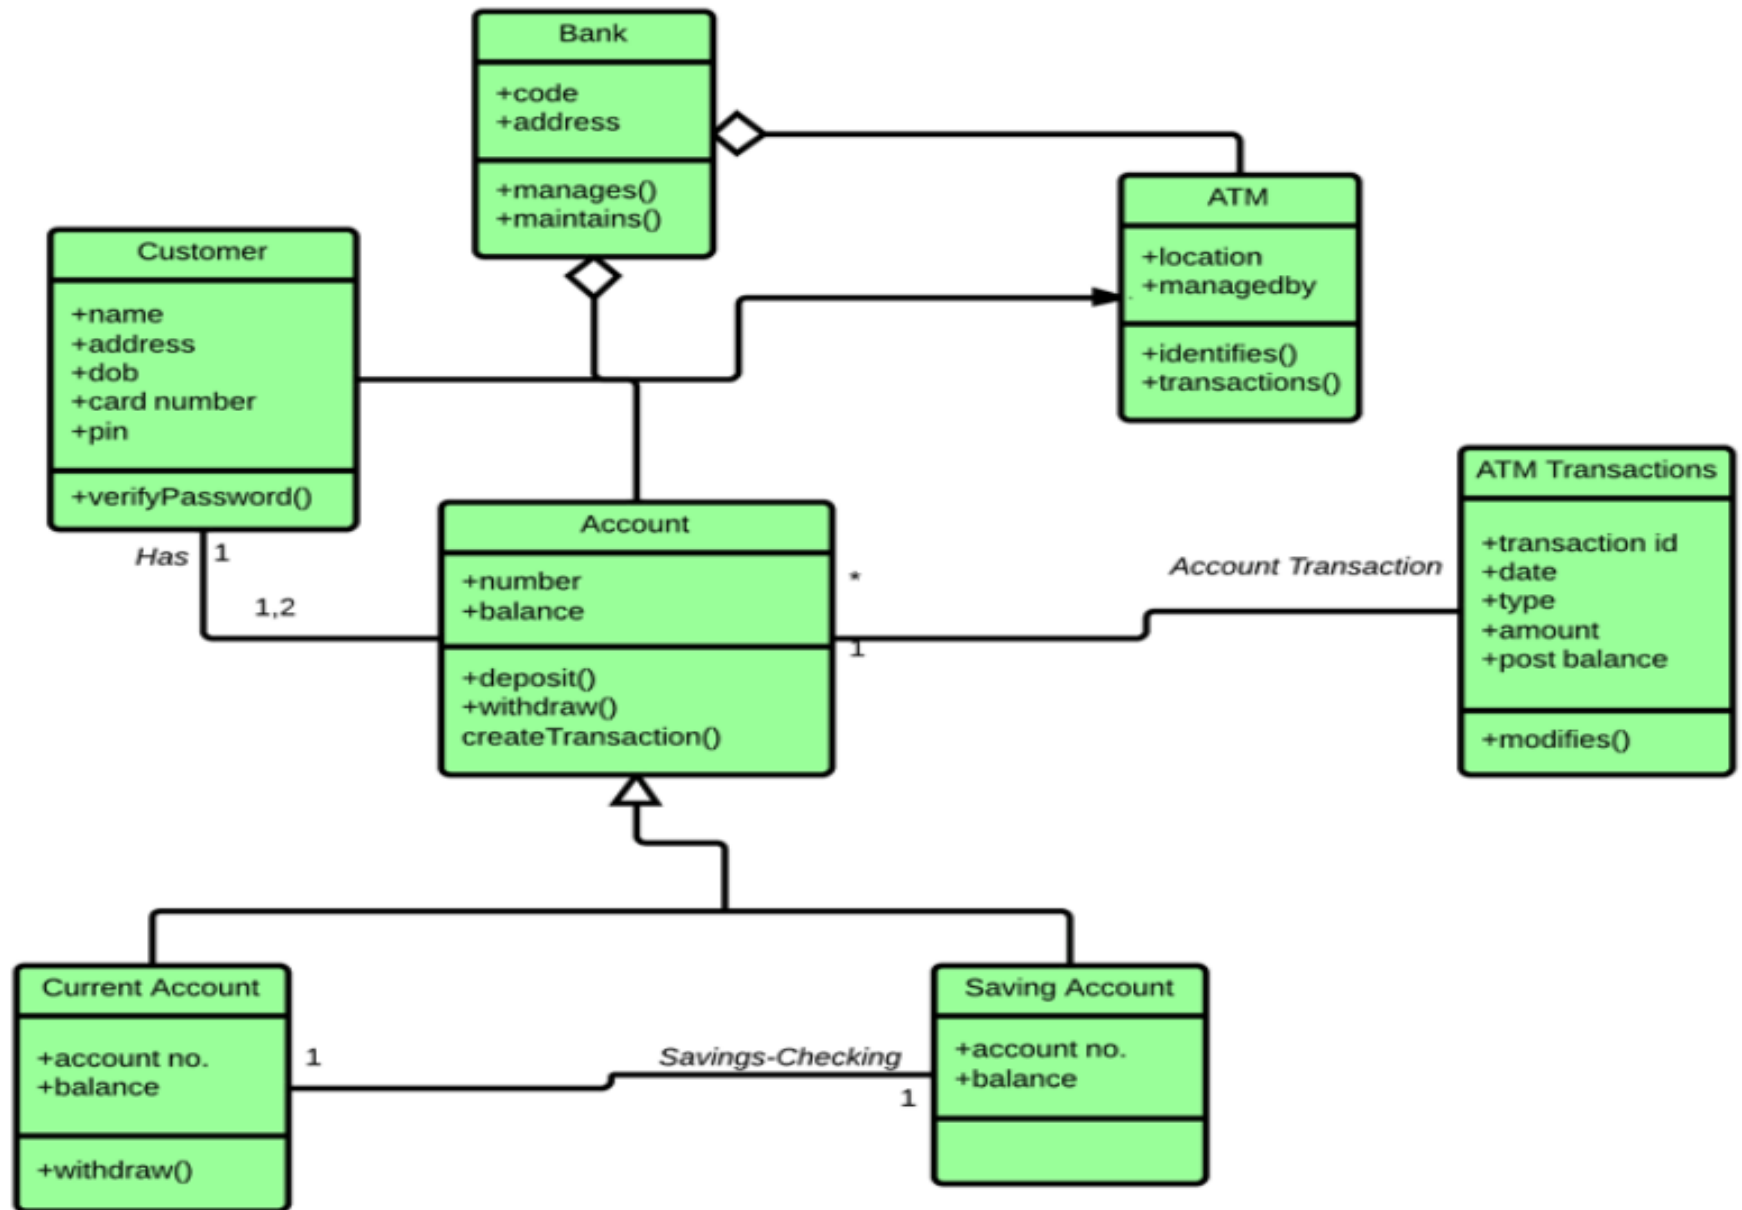 Bank
+code
+address
+manages()
+maintains()
ATM
+location
+managedby
+identifies()
+transactions()
Customer
+name
+address
+dob
+card number
+pin
+verifyPassword()
Has
1
1,2
Account
+number
+balance
+deposit()
+withdraw()
createTransaction()
*
1
Account Transaction
ATM Transactions
+transaction id
+date
+type
+amount
+post balance
+modifies()
Current Account
+account no.
+balance
+withdraw()
1
Savings-Checking
1
Saving Account
+account no.
+balance